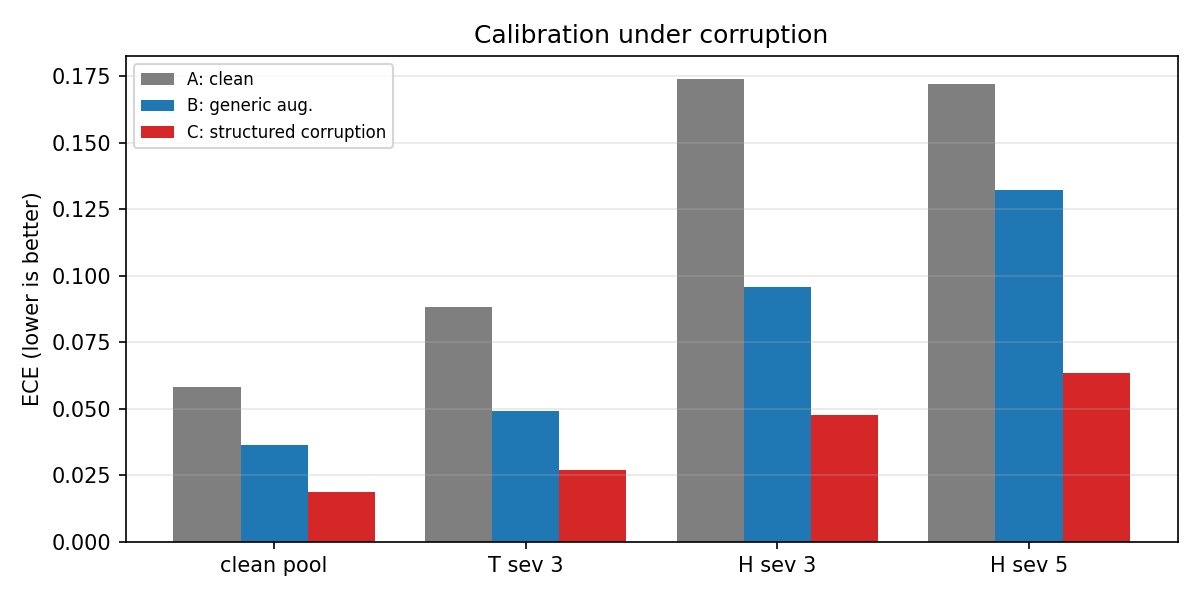 Calibration under corruption
A: clean
B: generic aug.
C: structured corruption
ECE (lower is better)
0.175
0.150
0.125
0.100
0.075
0.050
0.025
0.000
clean pool
T sev 3
H sev 3
H sev 5